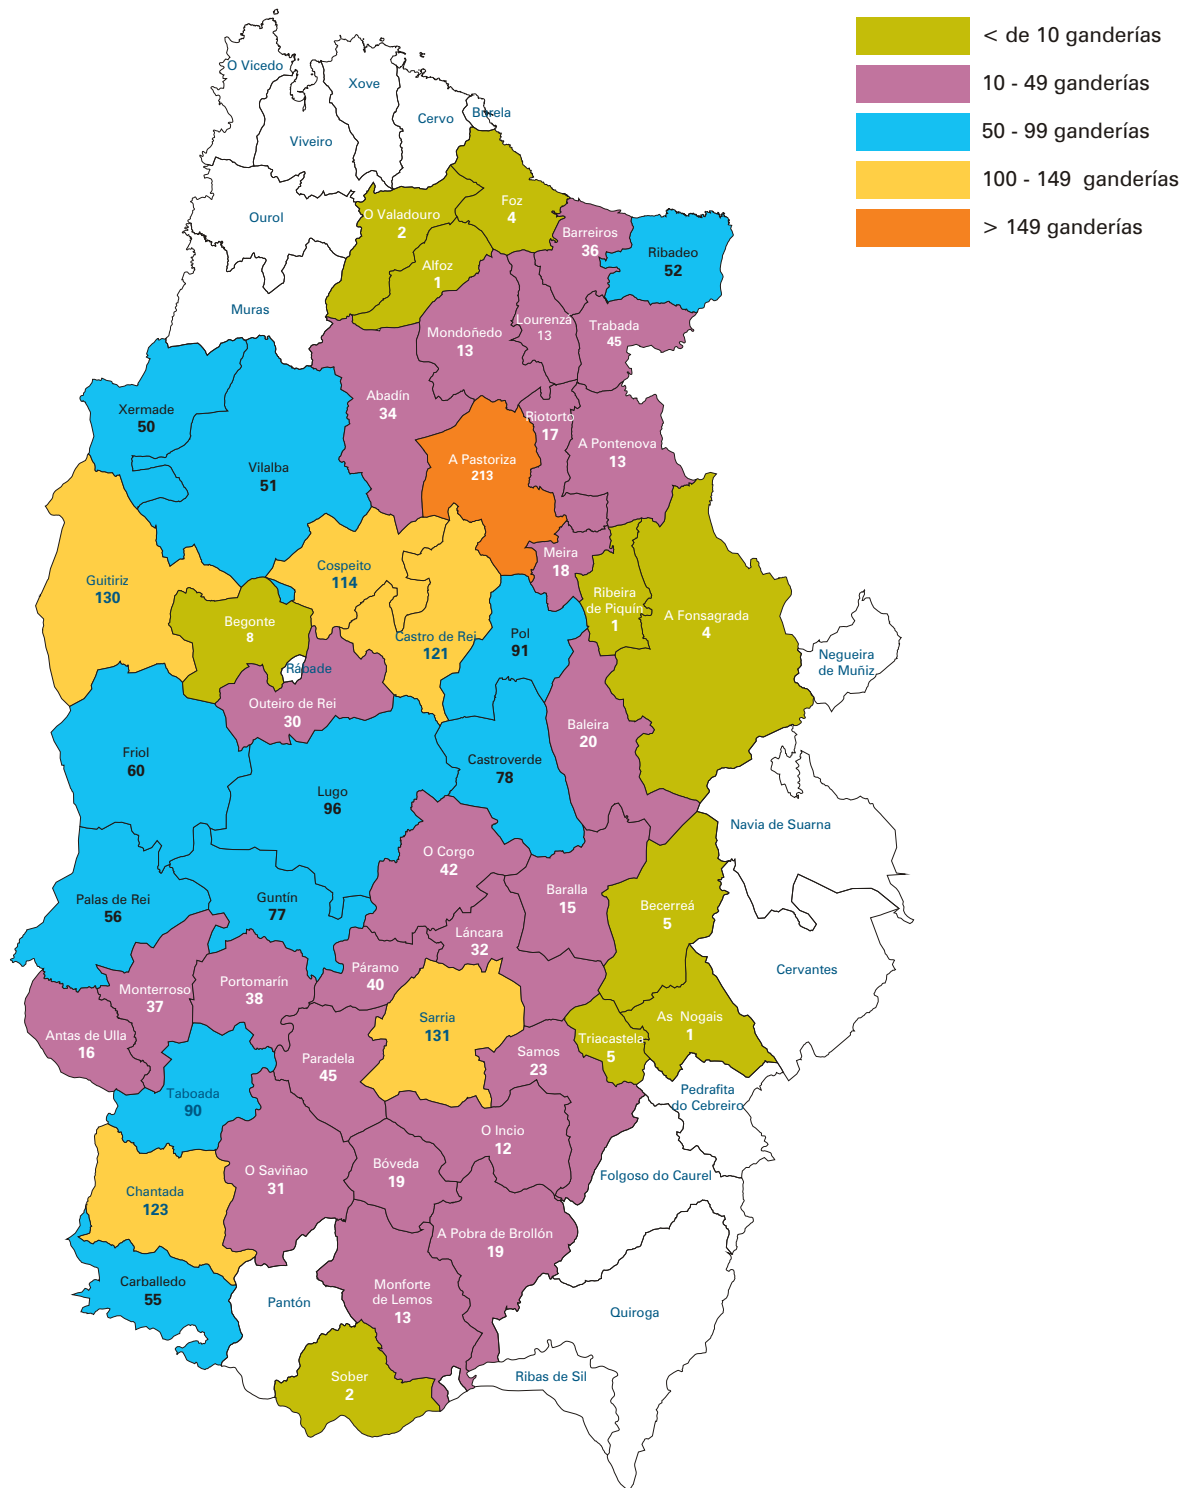 < de 10 ganderías
10 - 49 ganderías
50 - 99 ganderías
100 - 149 ganderías
> 149 ganderías
O Vicedo
Xove
Viveiro
Cervo
Burela
Ourol
O Valadouro
2
Foz
4
Alfoz
1
Barreiros
36
Ribadeo
52
Muras
Mondoñedo
13
Lourenzá
13
Trabada
45
Xermade
50
Abadín
34
Riotorto
17
A Pontenova
13
Vilalba
51
A Pastoriza
213
Guitiriz
130
Cospeito
114
Meira
18
Ribeira
de Piquín
1
A Fonsagrada
4
Begonte
8
Castro de Rei
121
Pol
91
Negueira
de Muñiz
Rábade
Outeiro de Rei
30
Baleira
20
Friol
60
Lugo
96
Castroverde
78
Navia de Suarna
O Corgo
42
Palas de Rei
56
Guntín
77
Baralla
15
Becerreá
5
Láncara
32
Cervantes
Monterroso
37
Portomarín
38
Páramo
40
Antas de Ulla
16
Sarria
131
As Nogais
1
Triacastela
5
Paradela
45
Samos
23
Taboada
90
Pedrafita
do Cebreiro
O Incio
12
Chantada
123
O Saviñao
31
Bóveda
19
Folgoso do Caurel
A Pobra de Brollón
19
Carballedo
55
Pantón
Monforte
de Lemos
13
Quiroga
Sober
2
Ribas de Sil